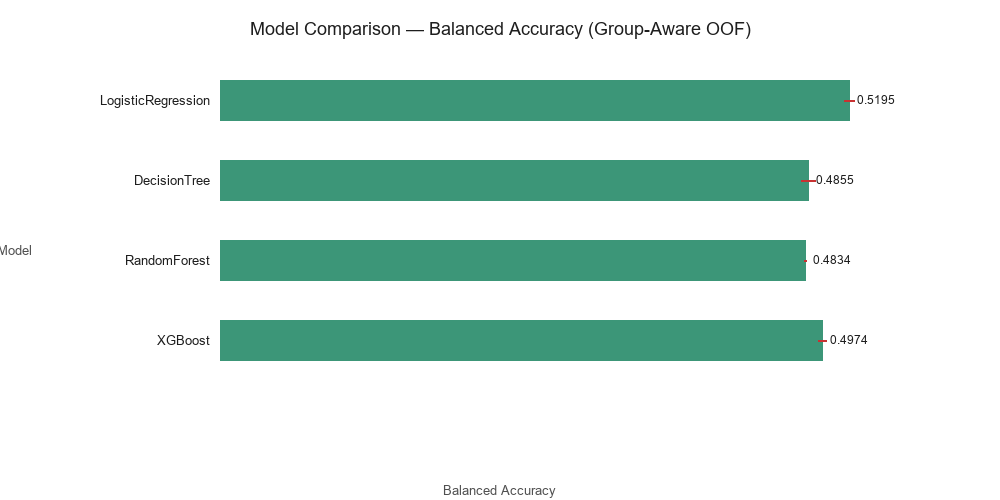 Model Comparison — Balanced Accuracy (Group-Aware OOF)
LogisticRegression 0.5195
DecisionTree 0.4855
Model
RandomForest 0.4834
XGBoost 0.4974
Balanced Accuracy